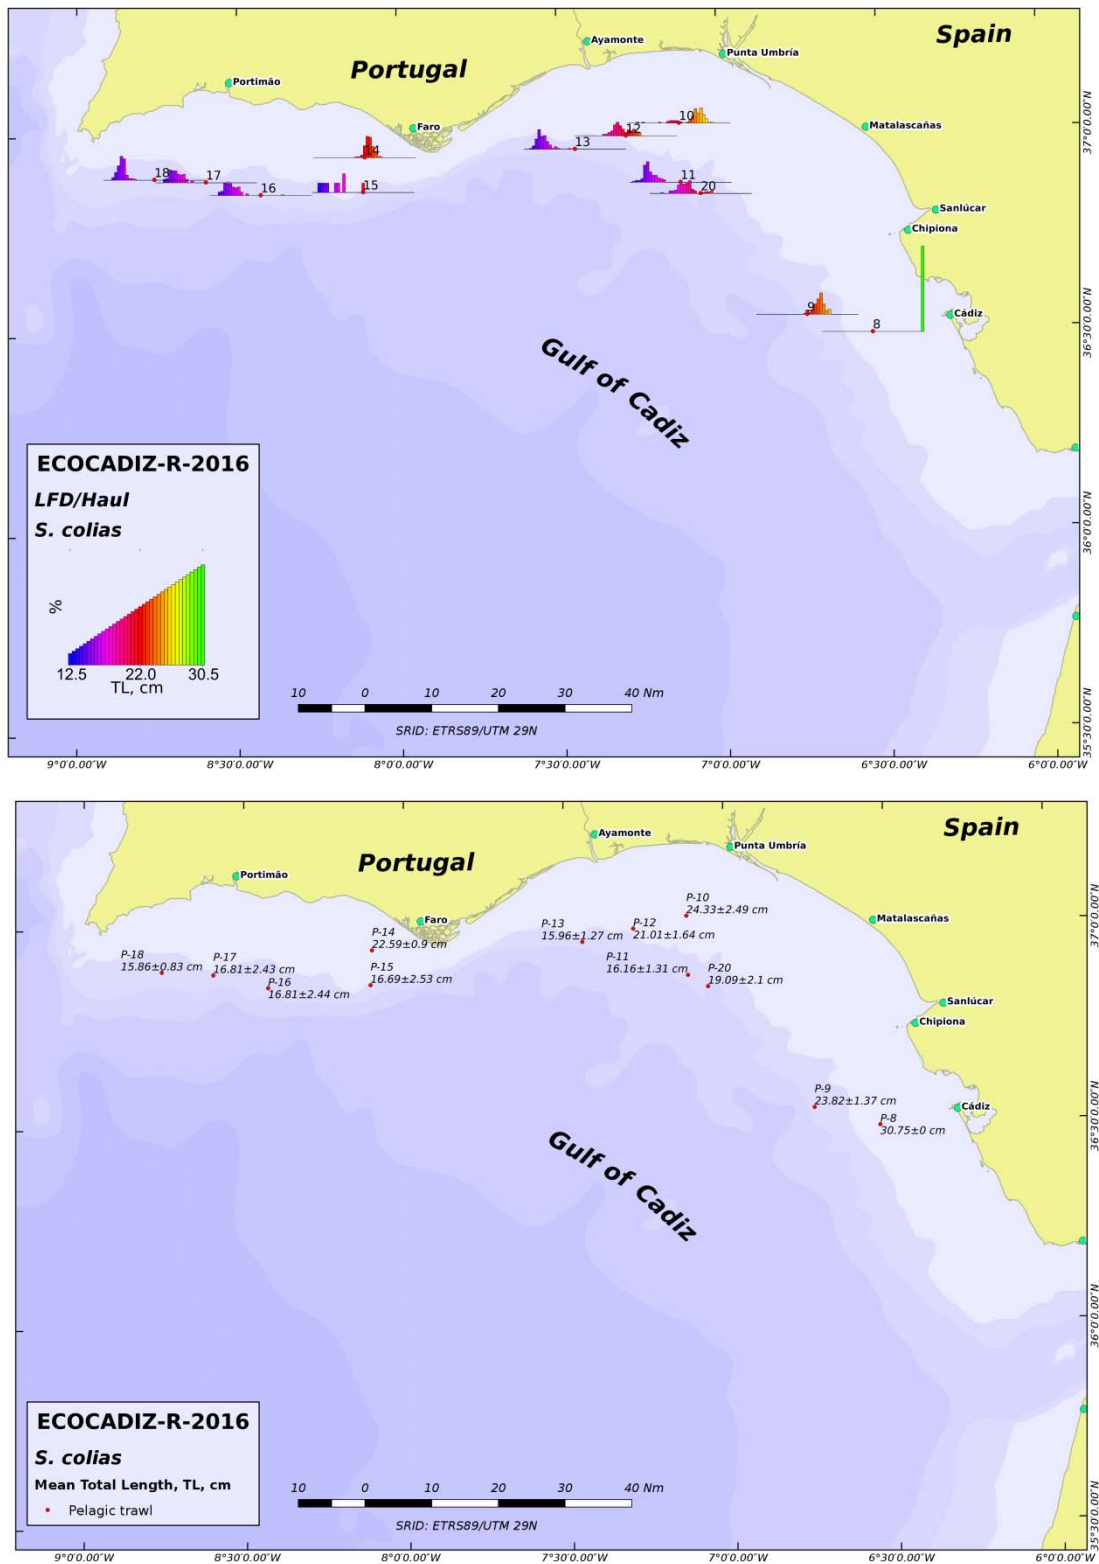 Spain
Portugal
Ayamonte
Punta Umbría
Portimão
Faro
Matalascañas
Sanlúcar
Chipiona
Cádiz
10
12
13
14
15
18
17
16
11
20
9
8
Gulf of Cadiz
ECOCADIZ-R-2016
LFD/Haul
S. colias
%
12.5 22.0 30.5
TL, cm
10 0 10 20 30 40 Nm
SRID: ETRS89/UTM 29N
37°0'0.00"N
36°30'0.00"N
36°0'0.00"N
35°30'0.00"N
9°0'0.00"W 8°30'0.00"W 8°0'0.00"W 7°30'0.00"W 7°0'0.00"W 6°30'0.00"W 6°0'0.00"W
Spain
Portugal
Ayamonte
Punta Umbría
Portimão
Faro
Matalascañas
Sanlúcar
Chipiona
Cádiz
P-10
24.33±2.49 cm
P-13
15.96±1.27 cm
P-12
21.01±1.64 cm
P-14
22.59±0.9 cm
P-18
15.86±0.83 cm
P-17
16.81±2.43 cm
P-16
16.81±2.44 cm
P-15
16.69±2.53 cm
P-11
16.16±1.31 cm
P-20
19.09±2.1 cm
P-9
23.82±1.37 cm
P-8
30.75±0 cm
Gulf of Cadiz
ECOCADIZ-R-2016
S. colias
Mean Total Length, TL, cm
Pelagic trawl
10 0 10 20 30 40 Nm
SRID: ETRS89/UTM 29N
37°0'0.00"N
36°30'0.00"N
36°0'0.00"N
35°30'0.00"N
9°0'0.00"W 8°30'0.00"W 8°0'0.00"W 7°30'0.00"W 7°0'0.00"W 6°30'0.00"W 6°0'0.00"W